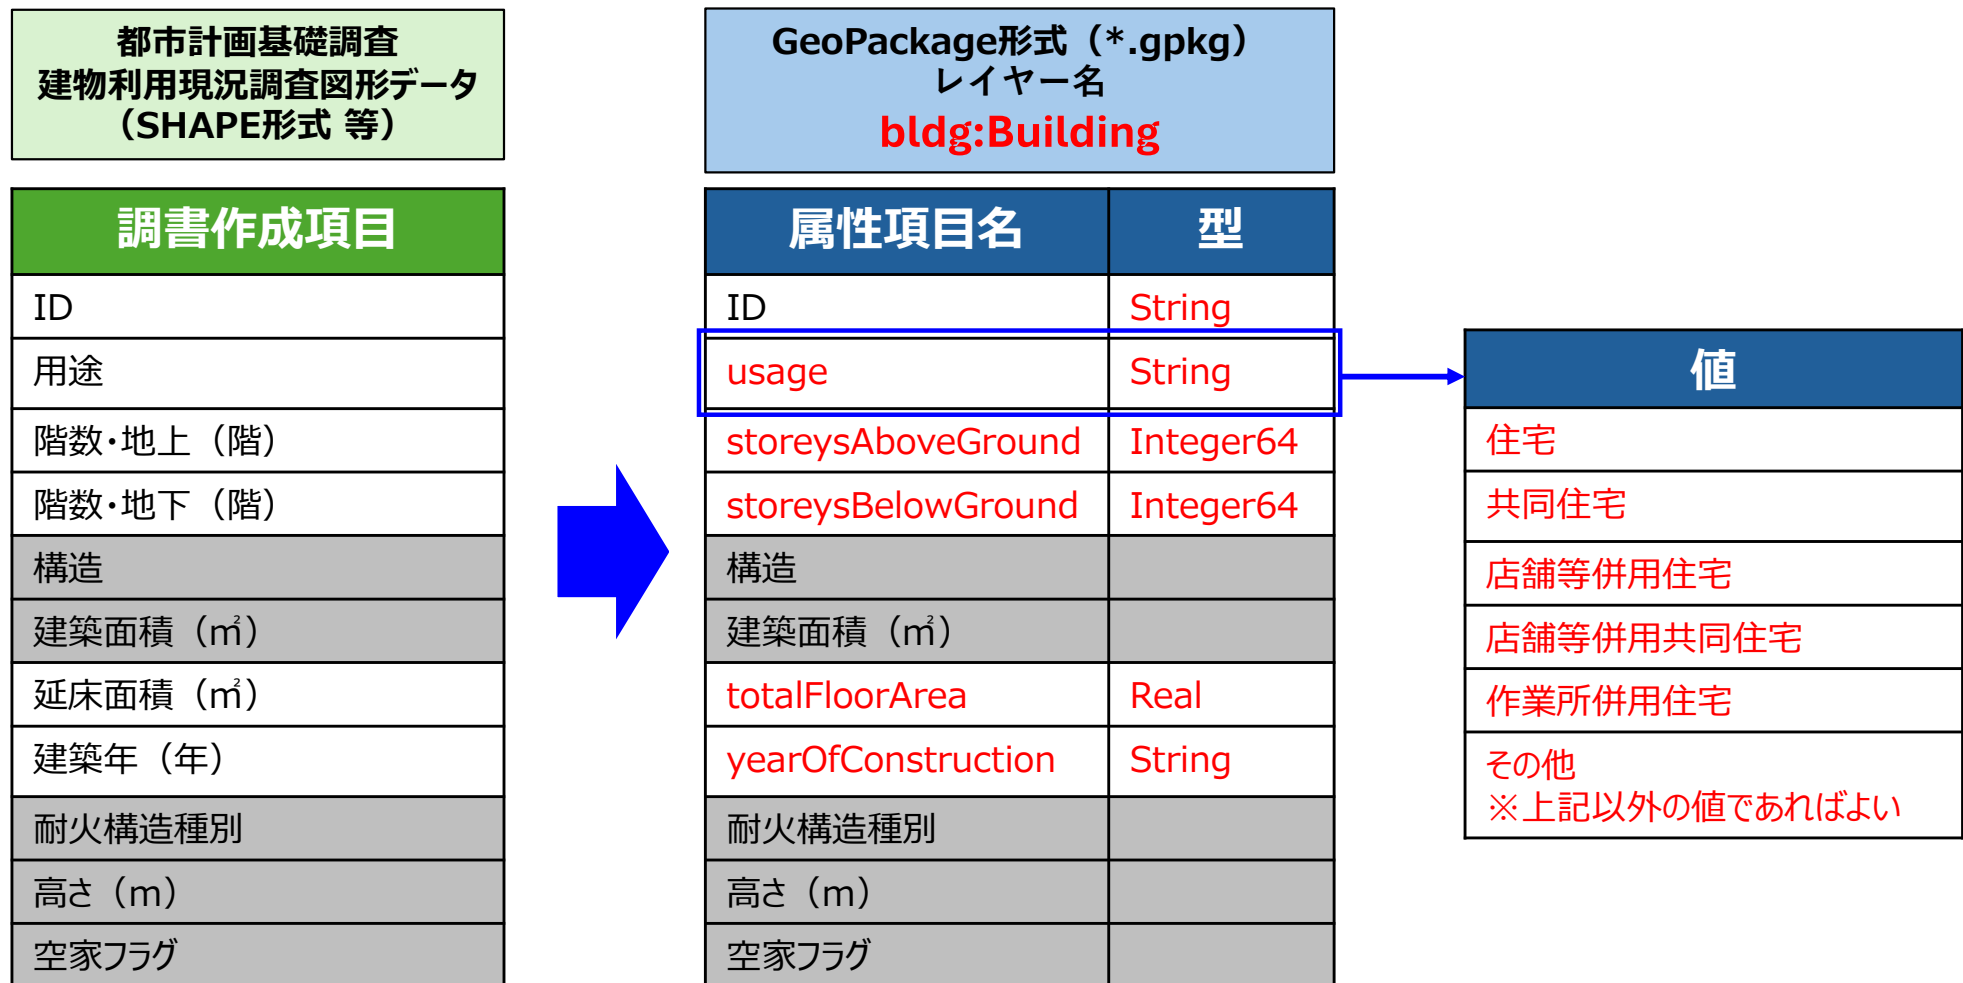 都市計画基礎調査
建物利用現況調査図形データ
（SHAPE形式 等）
調書作成項目
ID
用途
階数・地上（階）
階数・地下（階）
構造
建築面積（㎡）
延床面積（㎡）
建築年（年）
耐火構造種別
高さ（m）
空家フラグ
GeoPackage形式（*.gpkg）
レイヤー名
bldg:Building
属性項目名 型
ID String
usage String
storeysAboveGround Integer64
storeysBelowGround Integer64
構造
建築面積（㎡）
totalFloorArea Real
yearOfConstruction String
耐火構造種別
高さ（m）
空家フラグ
値
住宅
共同住宅
店舗等併用住宅
店舗等併用共同住宅
作業所併用住宅
その他
※上記以外の値であればよい